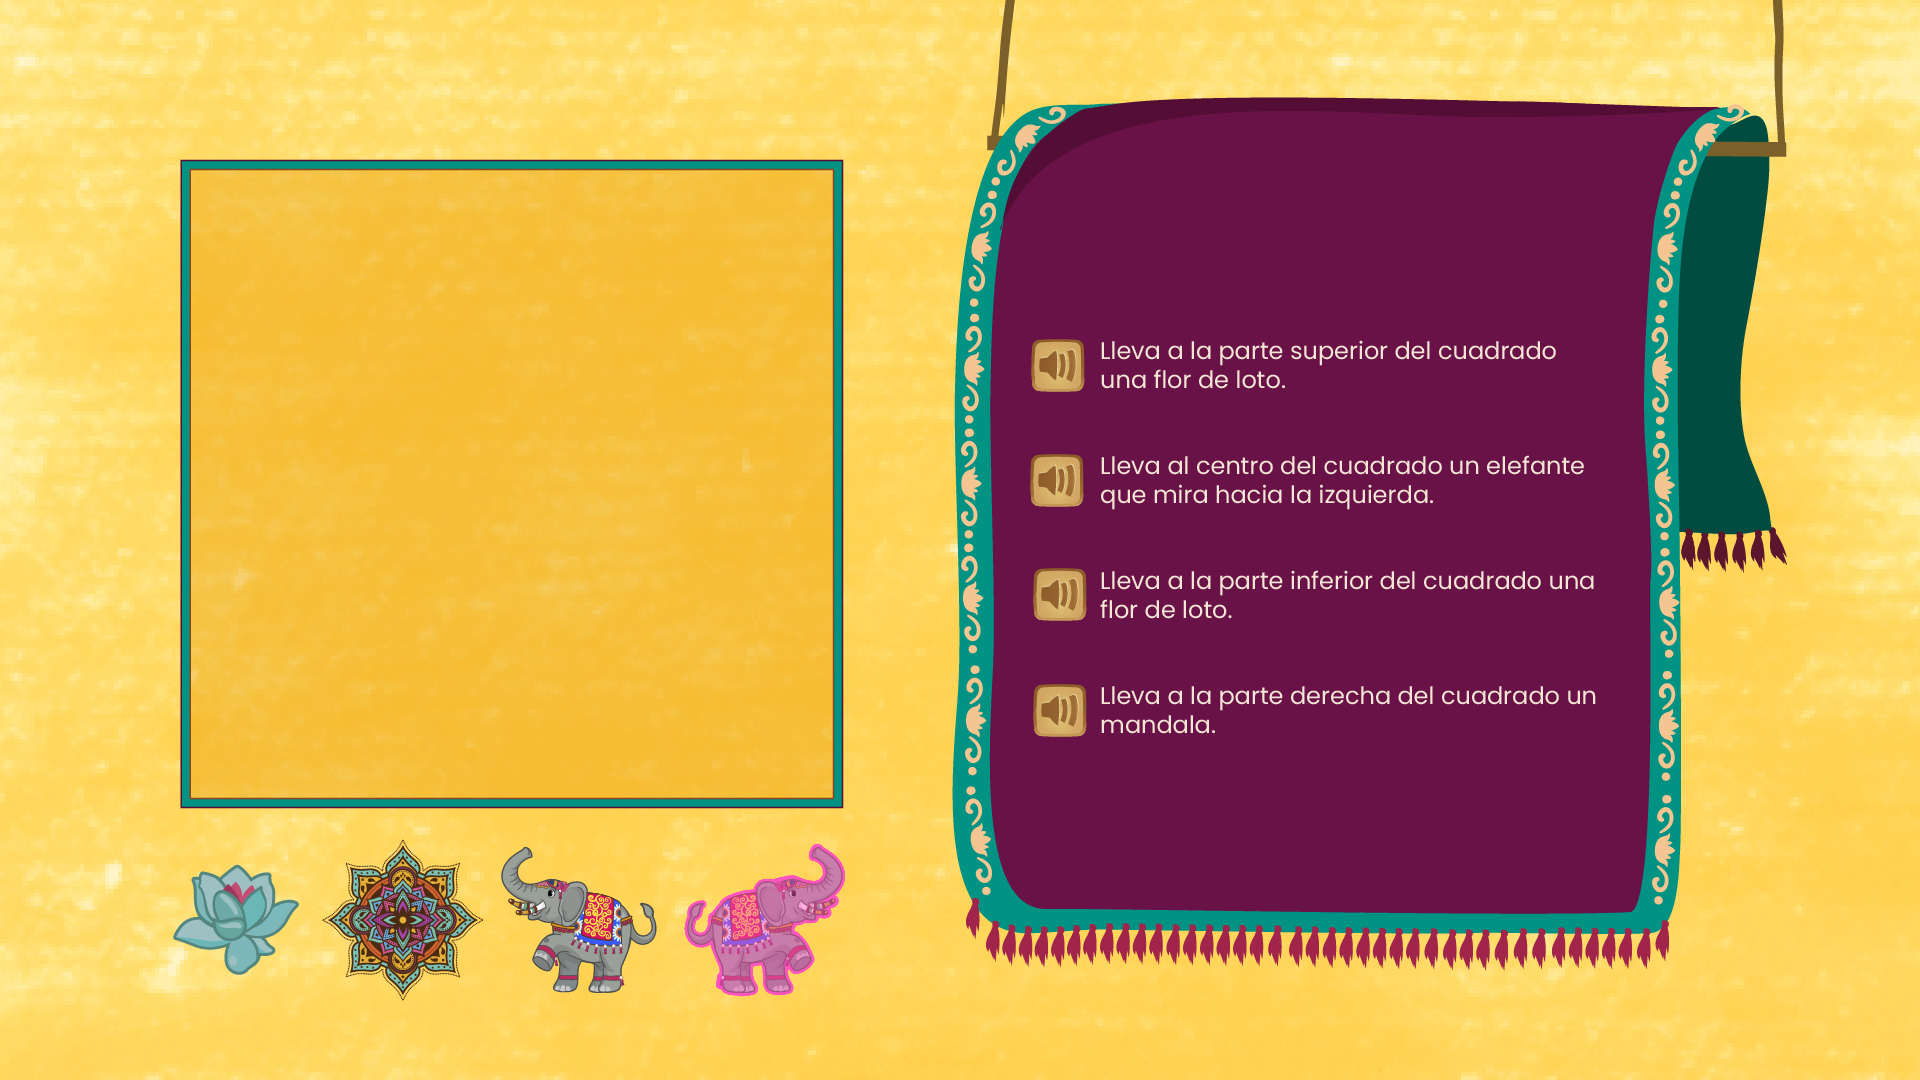 Lleva a la parte superior del cuadrado
una flor de loto.
Lleva al centro del cuadrado un elefante
que mira hacia la izquierda.
Lleva a la parte inferior del cuadrado una
flor de loto.
Lleva a la parte derecha del cuadrado un
mandala.